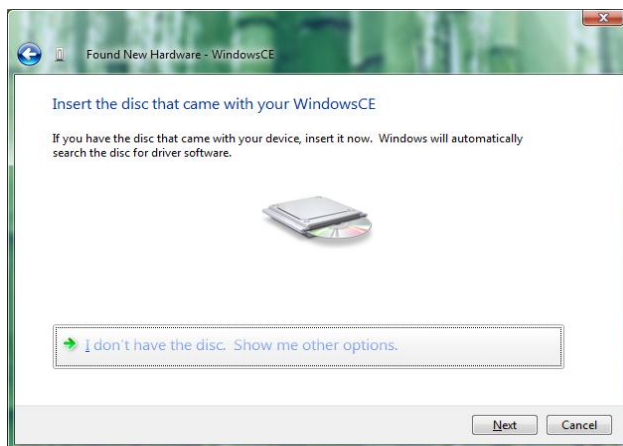 Found New Hardware - WindowsCE
Insert the disc that came with your WindowsCE
If you have the disc that came with your device, insert it now. Windows will automatically
search the disc for driver software.
I don't have the disc. Show me other options.
Next
Cancel